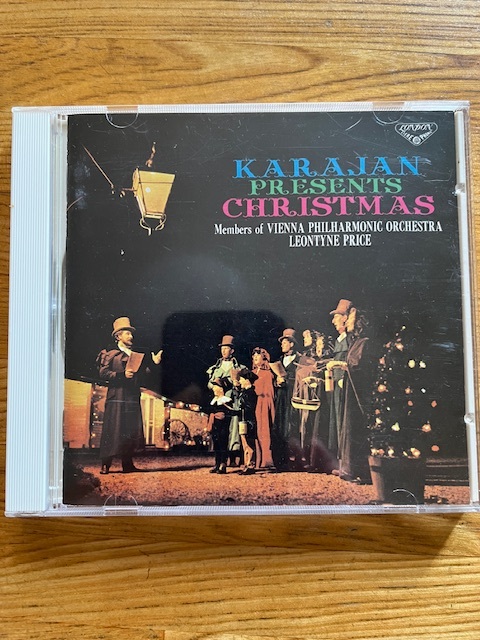 LONDON
KARAJAN
PRESENTS
CHRISTMAS
Members of VIENNA PHILHARMONIC ORCHESTRA
LEONTYNE PRICE